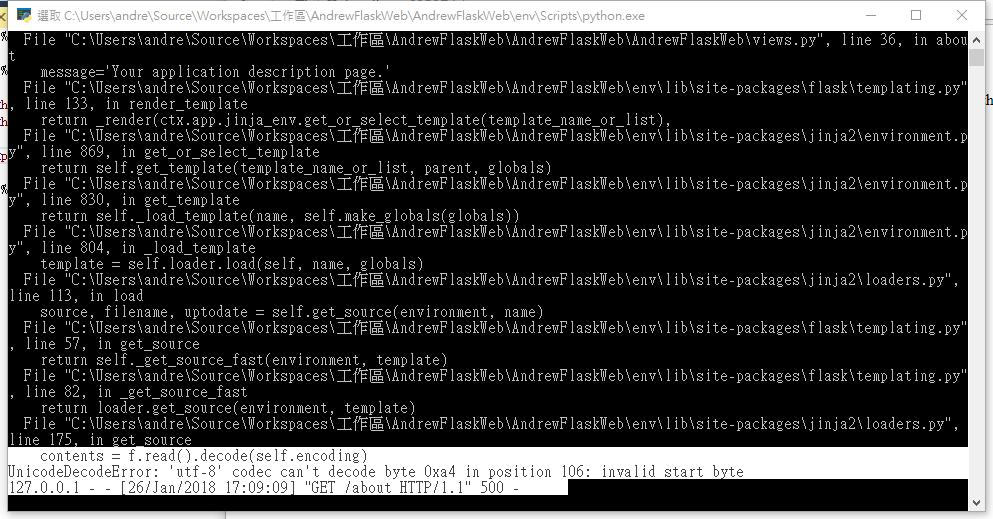 選取 C:\Users\andre\Source\Workspaces\工作區\AndrewFlaskWeb\AndrewFlaskWeb\env\Scripts\python.exe
File "C:\Users\andre\Source\Workspaces\工作區\AndrewFlaskWeb\AndrewFlaskWeb\AndrewFlaskWeb\views.py", line 36, in abou
t
message='Your application description page.'
File "C:\Users\andre\Source\Workspaces\工作區\AndrewFlaskWeb\AndrewFlaskWeb\env\lib\site-packages\flask\templating.py"
, line 133, in render_template
return _render(ctx.app.jinja_env.get_or_select_template(template_name_or_list),
File "C:\Users\andre\Source\Workspaces\工作區\AndrewFlaskWeb\AndrewFlaskWeb\env\lib\site-packages\jinja2\environment.p
y", line 869, in get_or_select_template
return self.get_template(template_name_or_list, parent, globals)
File "C:\Users\andre\Source\Workspaces\工作區\AndrewFlaskWeb\AndrewFlaskWeb\env\lib\site-packages\jinja2\environment.p
y", line 830, in get_template
return self._load_template(name, self.make_globals(globals))
File "C:\Users\andre\Source\Workspaces\工作區\AndrewFlaskWeb\AndrewFlaskWeb\env\lib\site-packages\jinja2\environment.p
y", line 804, in _load_template
template = self.loader.load(self, name, globals)
File "C:\Users\andre\Source\Workspaces\工作區\AndrewFlaskWeb\AndrewFlaskWeb\env\lib\site-packages\jinja2\loaders.py",
line 113, in load
source, filename, uptodate = self.get_source(environment, name)
File "C:\Users\andre\Source\Workspaces\工作區\AndrewFlaskWeb\AndrewFlaskWeb\env\lib\site-packages\flask\templating.py"
, line 57, in get_source
return self._get_source_fast(environment, template)
File "C:\Users\andre\Source\Workspaces\工作區\AndrewFlaskWeb\AndrewFlaskWeb\env\lib\site-packages\flask\templating.py"
, line 82, in _get_source_fast
return loader.get_source(environment, template)
File "C:\Users\andre\Source\Workspaces\工作區\AndrewFlaskWeb\AndrewFlaskWeb\env\lib\site-packages\jinja2\loaders.py",
line 175, in get_source
contents = f.read().decode(self.encoding)
UnicodeDecodeError: 'utf-8' codec can't decode byte 0xa4 in position 106: invalid start byte
127.0.0.1 - - [26/Jan/2018 17:09:09] "GET /about HTTP/1.1" 500 -